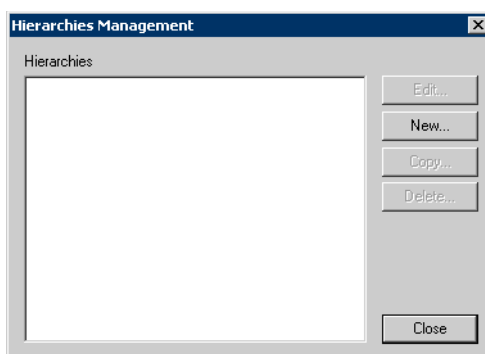 Hierarchies Management
Hierarchies
Edit...
New...
Copy...
Delete...
Close